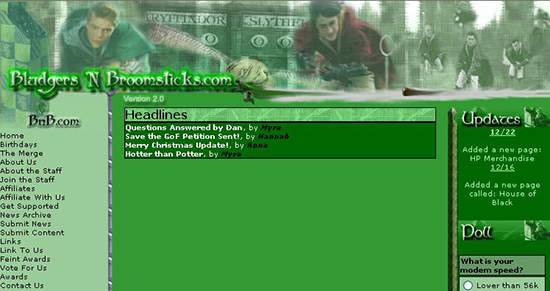 GRYFFINDOR
SLYTHE
Bludgers 'N Broomsticks.com
Version 2.0
BnB.com
Home
Birthdays
The Merge
About Us
About the Staff
Join the Staff
Affiliates
Affiliate With Us
Get Supported
News Archive
Submit News
Submit Content
Links
Link To Us
Feint Awards
Vote For Us
Awards
Contact Us
Headlines
Questions Answered by Dan, by Myra
Save the GoF Petition Sent!, by Hannah
Merry Christmas Update!, by Anna
Hotter than Potter, by Myra
Updates
12/22
Added a new page:
HP Merchandise
12/16
Added a new page
called: House of
Black
Poll
What is your
modem speed?
Lower than 56k